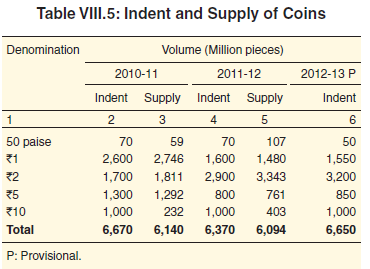 Table VIII.5: Indent and Supply of Coins
Denomination Volume (Million pieces)
2010-11 2011-12 2012-13 P
Indent Supply Indent Supply Indent
1 2 3 4 5 6
50 paise 70 59 70 107 50
₹1 2,600 2,746 1,600 1,480 1,550
₹2 1,700 1,811 2,900 3,343 3,200
₹5 1,300 1,292 800 761 850
₹10 1,000 232 1,000 403 1,000
Total 6,670 6,140 6,370 6,094 6,650
P: Provisional.